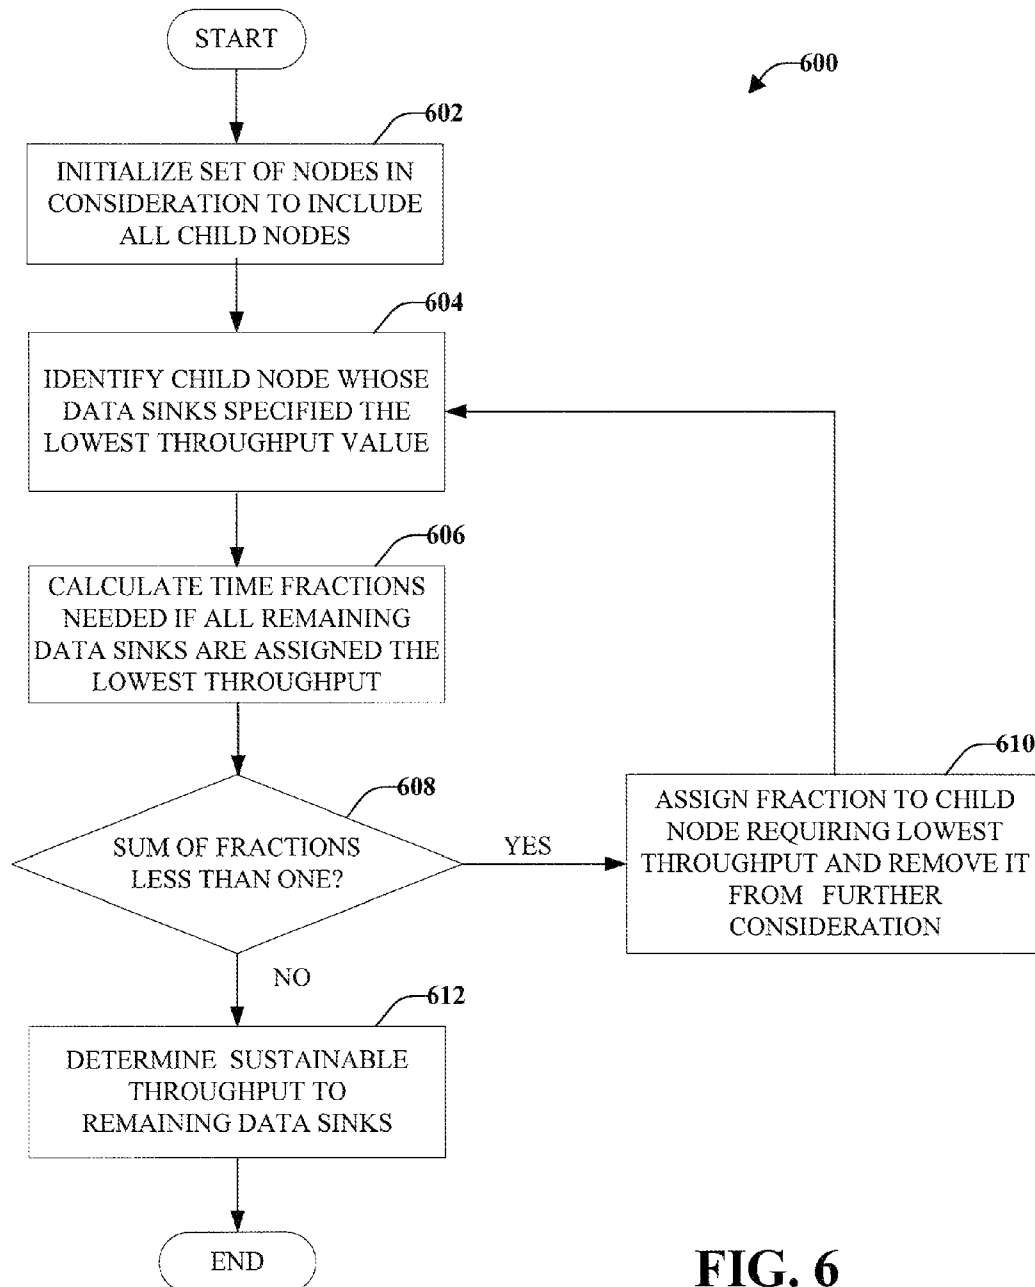 START
600
602
INITIALIZE SET OF NODES IN
CONSIDERATION TO INCLUDE
ALL CHILD NODES
604
IDENTIFY CHILD NODE WHOSE
DATA SINKS SPECIFIED THE
LOWEST THROUGHPUT VALUE
606
CALCULATE TIME FRACTIONS
NEEDED IF ALL REMAINING
DATA SINKS ARE ASSIGNED THE
LOWEST THROUGHPUT
608
SUM OF FRACTIONS
LESS THAN ONE?
YES
610
ASSIGN FRACTION TO CHILD
NODE REQUIRING LOWEST
THROUGHPUT AND REMOVE IT
FROM FURTHER
CONSIDERATION
NO
612
DETERMINE SUSTAINABLE
THROUGHPUT TO
REMAINING DATA SINKS
END
FIG. 6